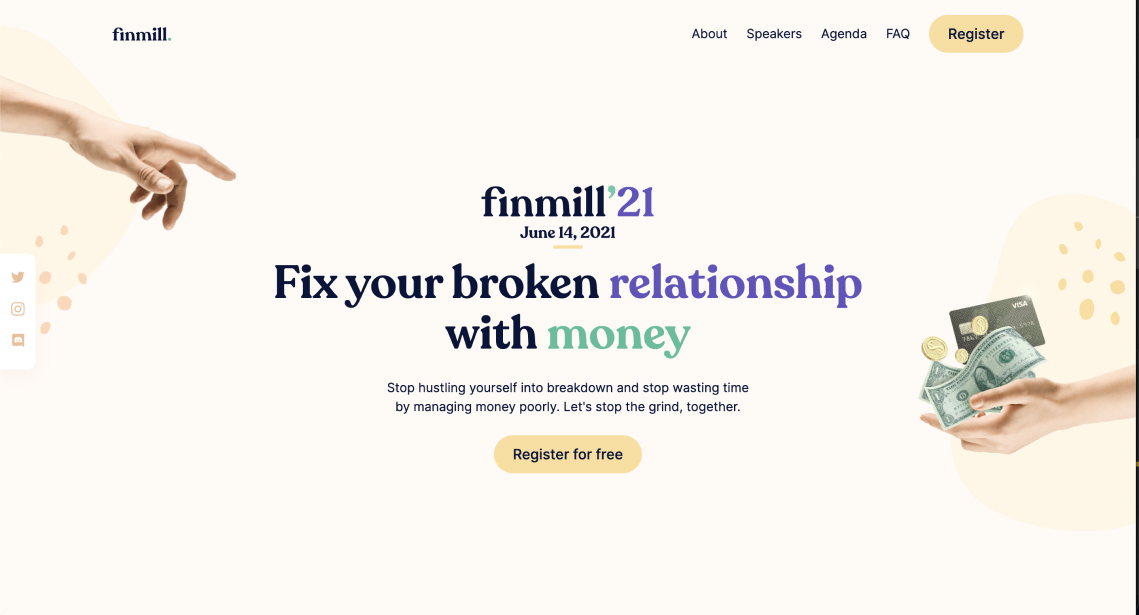 finmill.
About Speakers Agenda FAQ Register
finmill’21
June 14, 2021
Fix your broken relationship
with money
Stop hustling yourself into breakdown and stop wasting time
by managing money poorly. Let's stop the grind, together.
Register for free
VISA